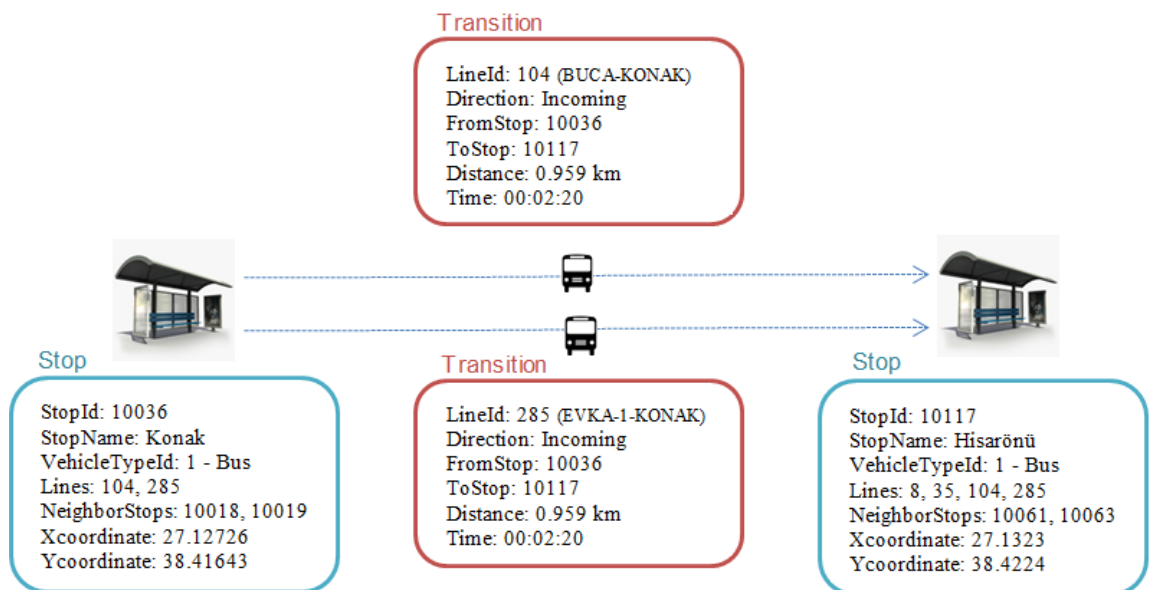 Transition
LineId: 104 (BUCA-KONAK)
Direction: Incoming
FromStop: 10036
ToStop: 10117
Distance: 0.959 km
Time: 00:02:20
Stop
StopId: 10036
StopName: Konak
VehicleTypeId: 1 - Bus
Lines: 104, 285
NeighborStops: 10018, 10019
Xcoordinate: 27.12726
Ycoordinate: 38.41643
Transition
LineId: 285 (EVKA-1-KONAK)
Direction: Incoming
FromStop: 10036
ToStop: 10117
Distance: 0.959 km
Time: 00:02:20
Stop
StopId: 10117
StopName: Hisarönü
VehicleTypeId: 1 - Bus
Lines: 8, 35, 104, 285
NeighborStops: 10061, 10063
Xcoordinate: 27.1323
Ycoordinate: 38.4224